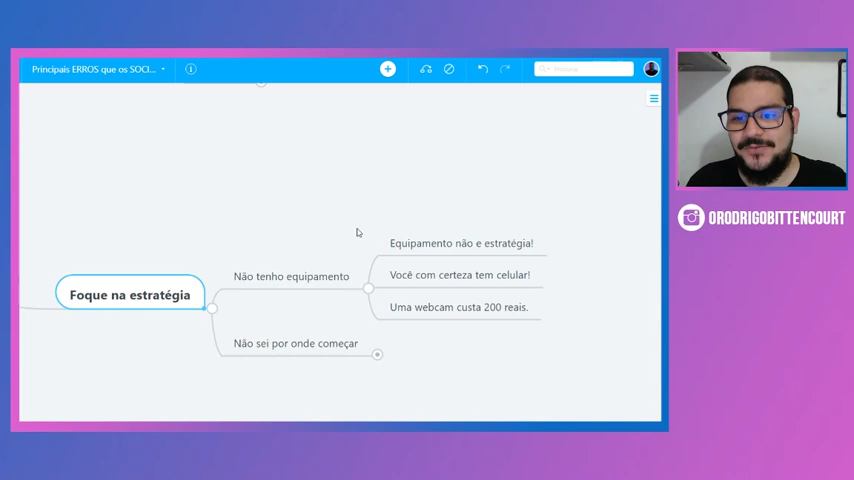 Principais ERROS que os SOCI...
ORODRIGOBITTENCOURT
Equipamento não e estratégia!
Não tenho equipamento
Você com certeza tem celular!
Foque na estratégia
Uma webcam custa 200 reais.
Não sei por onde começar